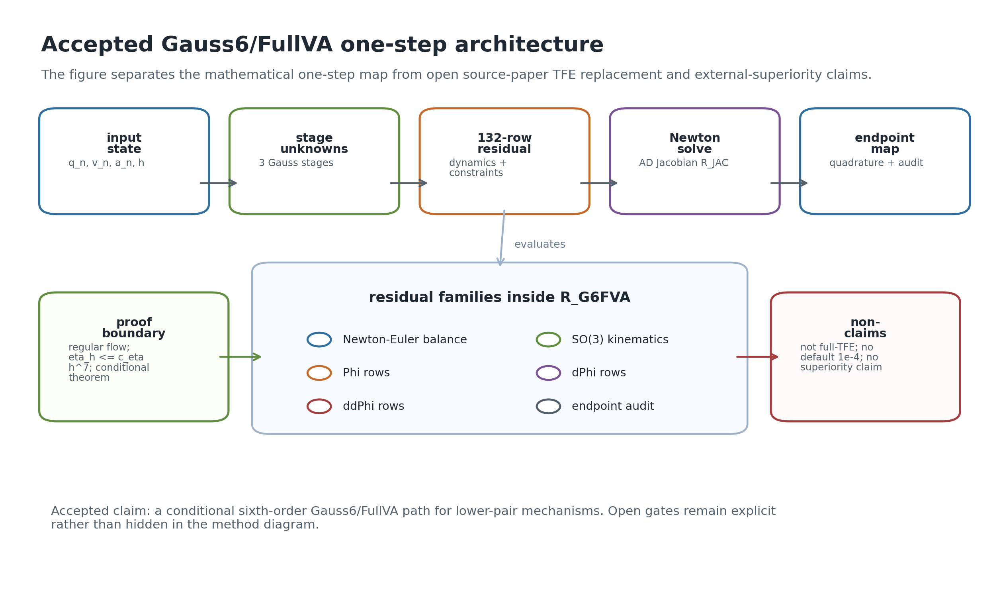 Accepted Gauss6/FullVA one-step architecture
The figure separates the mathematical one-step map from open source-paper TFE replacement and external-superiority claims.
input
state
q_n, v_n, a_n, h
stage
unknowns
3 Gauss stages
132-row
residual
dynamics +
constraints
Newton
solve
AD Jacobian R_JAC
endpoint
map
quadrature + audit
evaluates
proof
boundary
regular flow;
eta_h <= c_eta
h^7; conditional
theorem
residual families inside R_G6FVA
Newton-Euler balance
SO(3) kinematics
Phi rows
dPhi rows
ddPhi rows
endpoint audit
non-
claims
not full-TFE; no
default 1e-4; no
superiority claim
Accepted claim: a conditional sixth-order Gauss6/FullVA path for lower-pair mechanisms. Open gates remain explicit
rather than hidden in the method diagram.